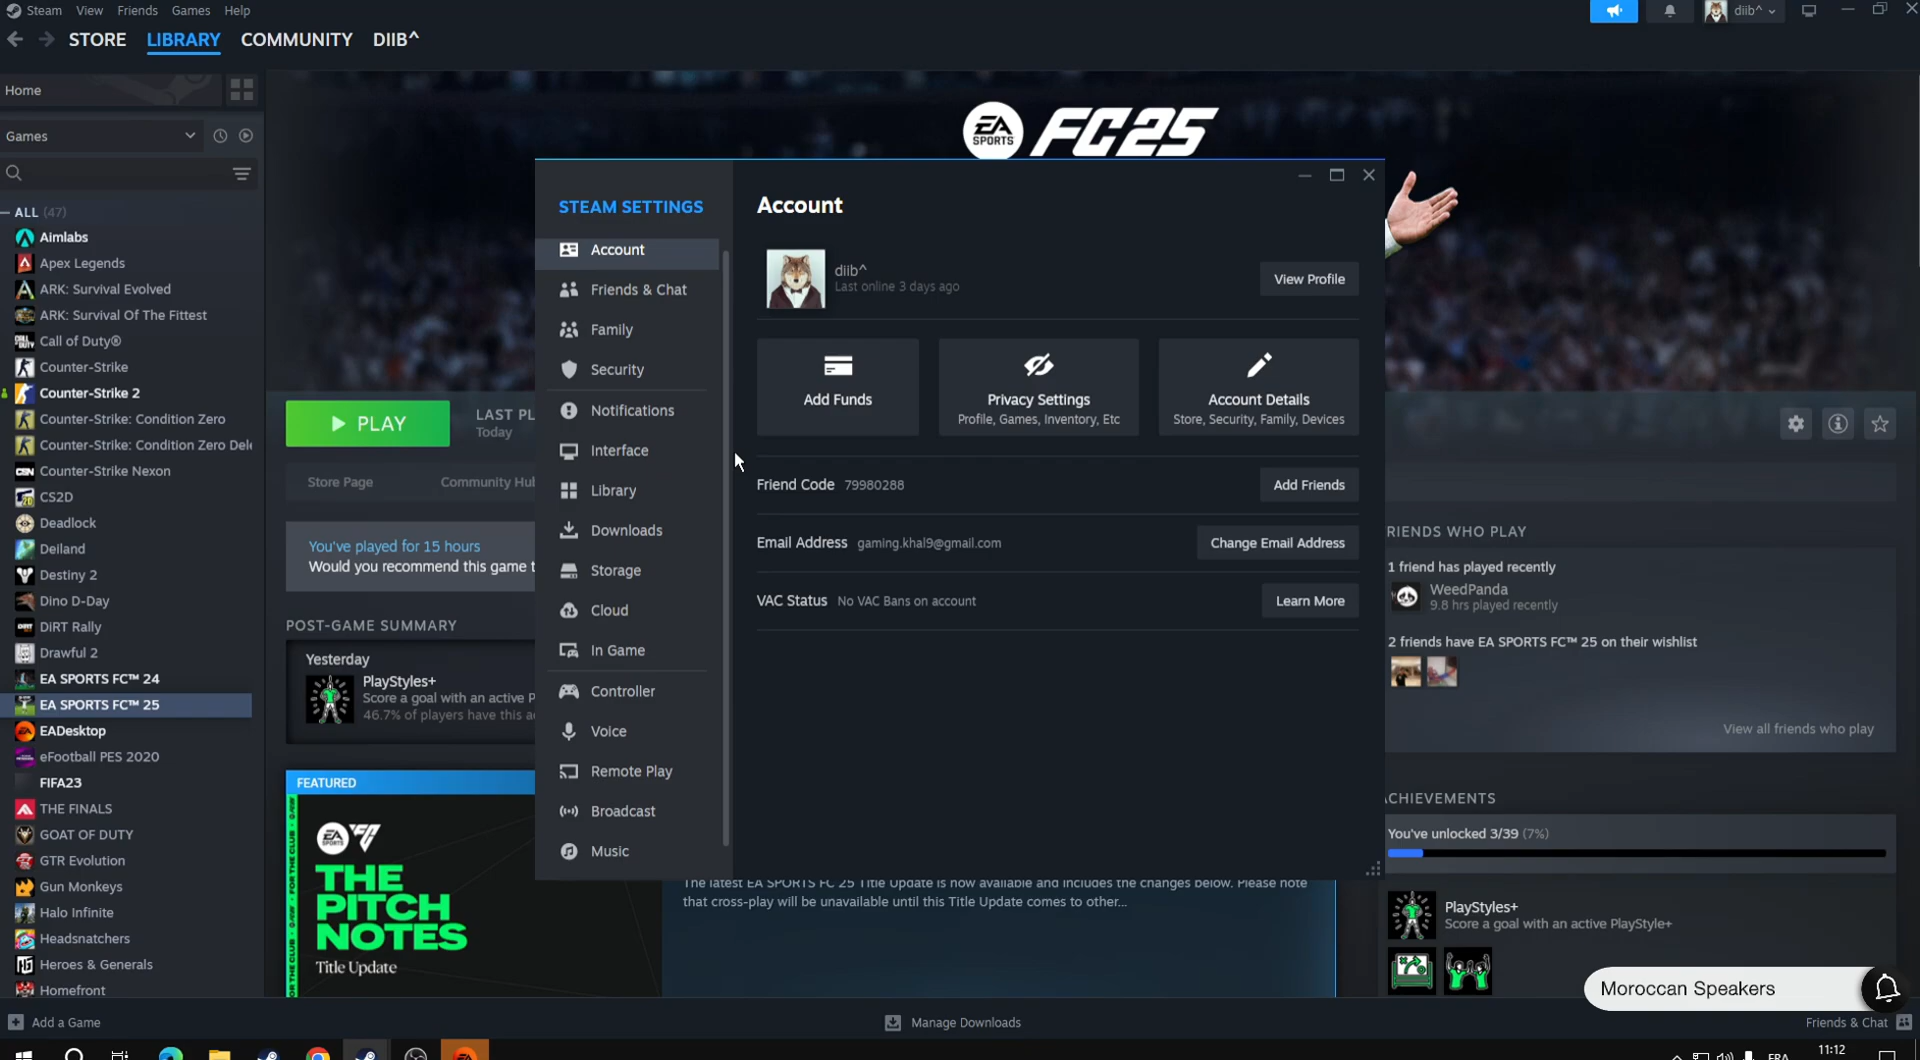 Steam View Friends Games Help
diib^
STORE LIBRARY COMMUNITY DIIB^
Home
Games
ALL (47)
Aimlabs
Apex Legends
ARK: Survival Evolved
ARK: Survival Of The Fittest
Call of Duty®
Counter-Strike
Counter-Strike 2
Counter-Strike: Condition Zero
Counter-Strike: Condition Zero Dele
Counter-Strike Nexon
CS2D
Deadlock
Deiland
Destiny 2
Dino D-Day
DiRT Rally
Drawful 2
EA SPORTS FC™ 24
EA SPORTS FC™ 25
EADesktop
eFootball PES 2020
FIFA23
THE FINALS
GOAT OF DUTY
GTR Evolution
Gun Monkeys
Halo Infinite
Headsnatchers
Heroes & Generals
Homefront
EA SPORTS FC25
PLAY
LAST PL
Today
Store Page Community Hu
You've played for 15 hours
Would you recommend this game t
POST-GAME SUMMARY
Yesterday
PlayStyles+
Score a goal with an active P
46.7% of players have this a
FEATURED
FOR THE CLUB
EA SPORTS FC
THE
PITCH
NOTES
Title Update
STEAM SETTINGS
Account
Friends & Chat
Family
Security
Notifications
Interface
Library
Downloads
Storage
Cloud
In Game
Controller
Voice
Remote Play
Broadcast
Music
Account
diib^
Last online 3 days ago
View Profile
Add Funds
Privacy Settings
Profile, Games, Inventory, Etc
Account Details
Store, Security, Family, Devices
Friend Code 79980288 Add Friends
Email Address gaming.khal9@gmail.com Change Email Address
VAC Status No VAC Bans on account Learn More
The latest EA SPORTS FC 25 Title Update is now available and includes the changes below. Please note
that cross-play will be unavailable until this Title Update comes to other...
RIENDS WHO PLAY
1 friend has played recently
WeedPanda
9.8 hrs played recently
2 friends have EA SPORTS FC™ 25 on their wishlist
View all friends who play
CHIEVEMENTS
You've unlocked 3/39 (7%)
PlayStyles+
Score a goal with an active PlayStyle+
Moroccan Speakers
Add a Game
Manage Downloads
Friends & Chat
FRA
11:12